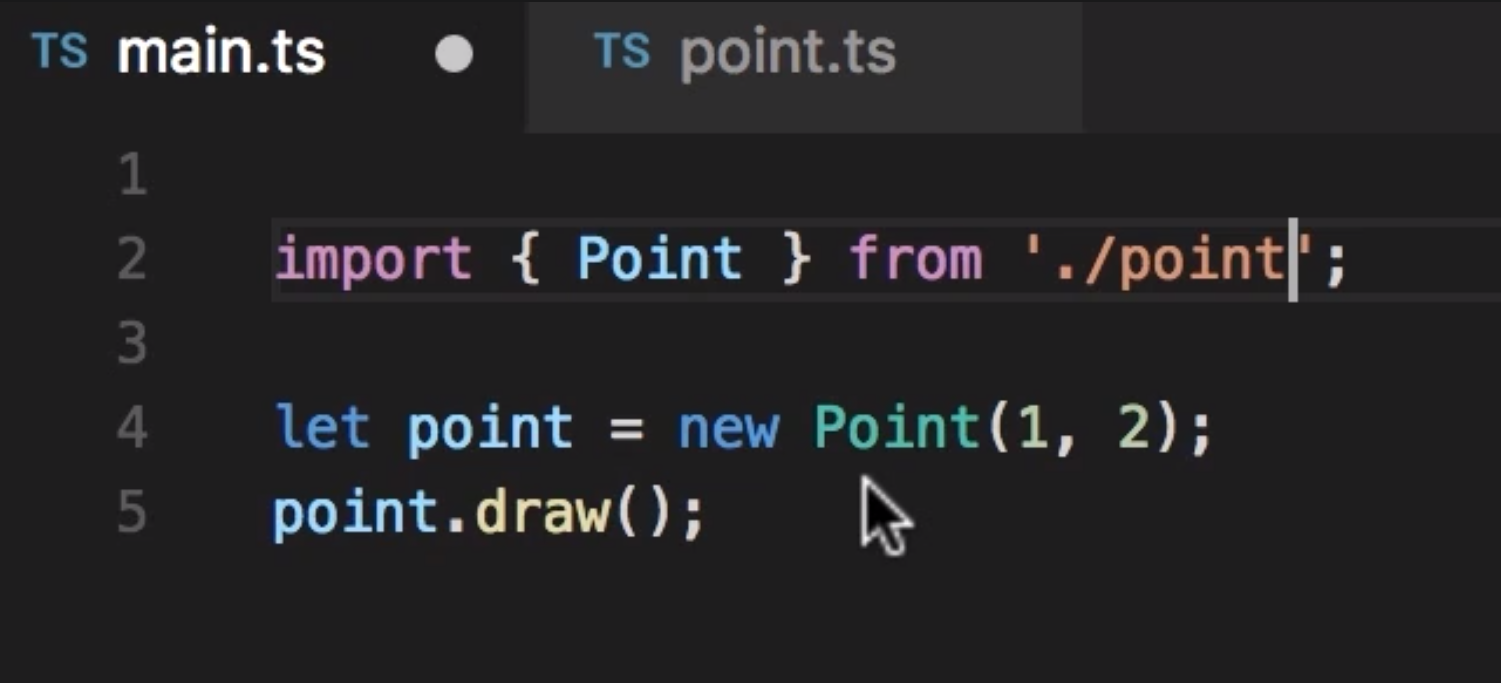 TS main.ts TS point.ts
1
2 import { Point } from './point';
3
4 let point = new Point(1, 2);
5 point.draw();